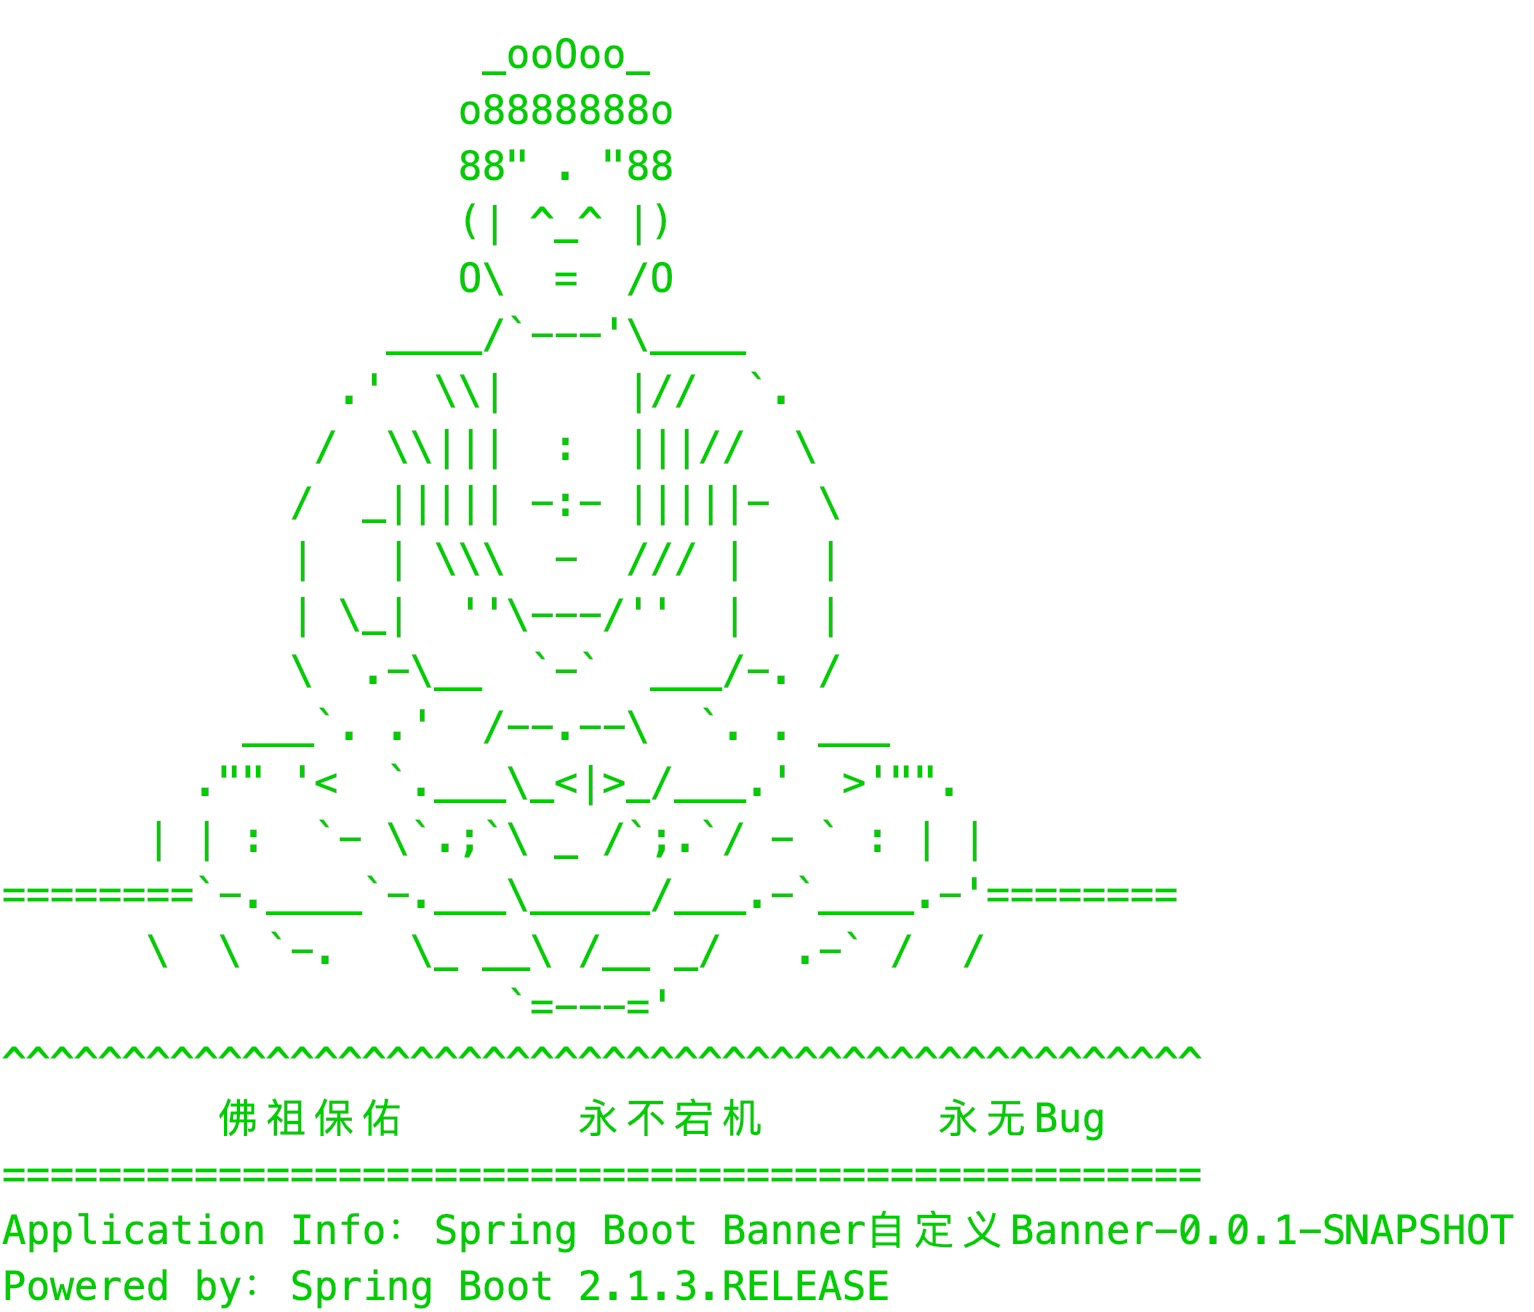 _ooOoo_
                   o8888888o
                   88" . "88
                   (| ^_^ |)
                   O\  =  /O
                ____/`---'\____
              .'  \\|     |//  `.
             /  \\|||  :  |||//  \
            /  _||||| -:- |||||-  \
            |   | \\\  -  /// |   |
            | \_|  ''\---/''  |   |
            \  .-\__  `-`  ___/-. /
          ___`. .'  /--.--\  `. . ___
        ."" '<  `.___\_<|>_/___.'  >'"".
      | | :  `- \`.;`\ _ /`;.`/ - ` : | |
========`-.____`-.___\_____/___.-`____.-'========
      \  \ `-.   \_ __\ /__ _/   .-` /  /
                     `=---='
^^^^^^^^^^^^^^^^^^^^^^^^^^^^^^^^^^^^^^^^^^^^^^^^^^
         佛祖保佑       永不宕机       永无Bug
==================================================
Application Info: Spring Boot Banner自定义Banner-0.0.1-SNAPSHOT
Powered by: Spring Boot 2.1.3.RELEASE